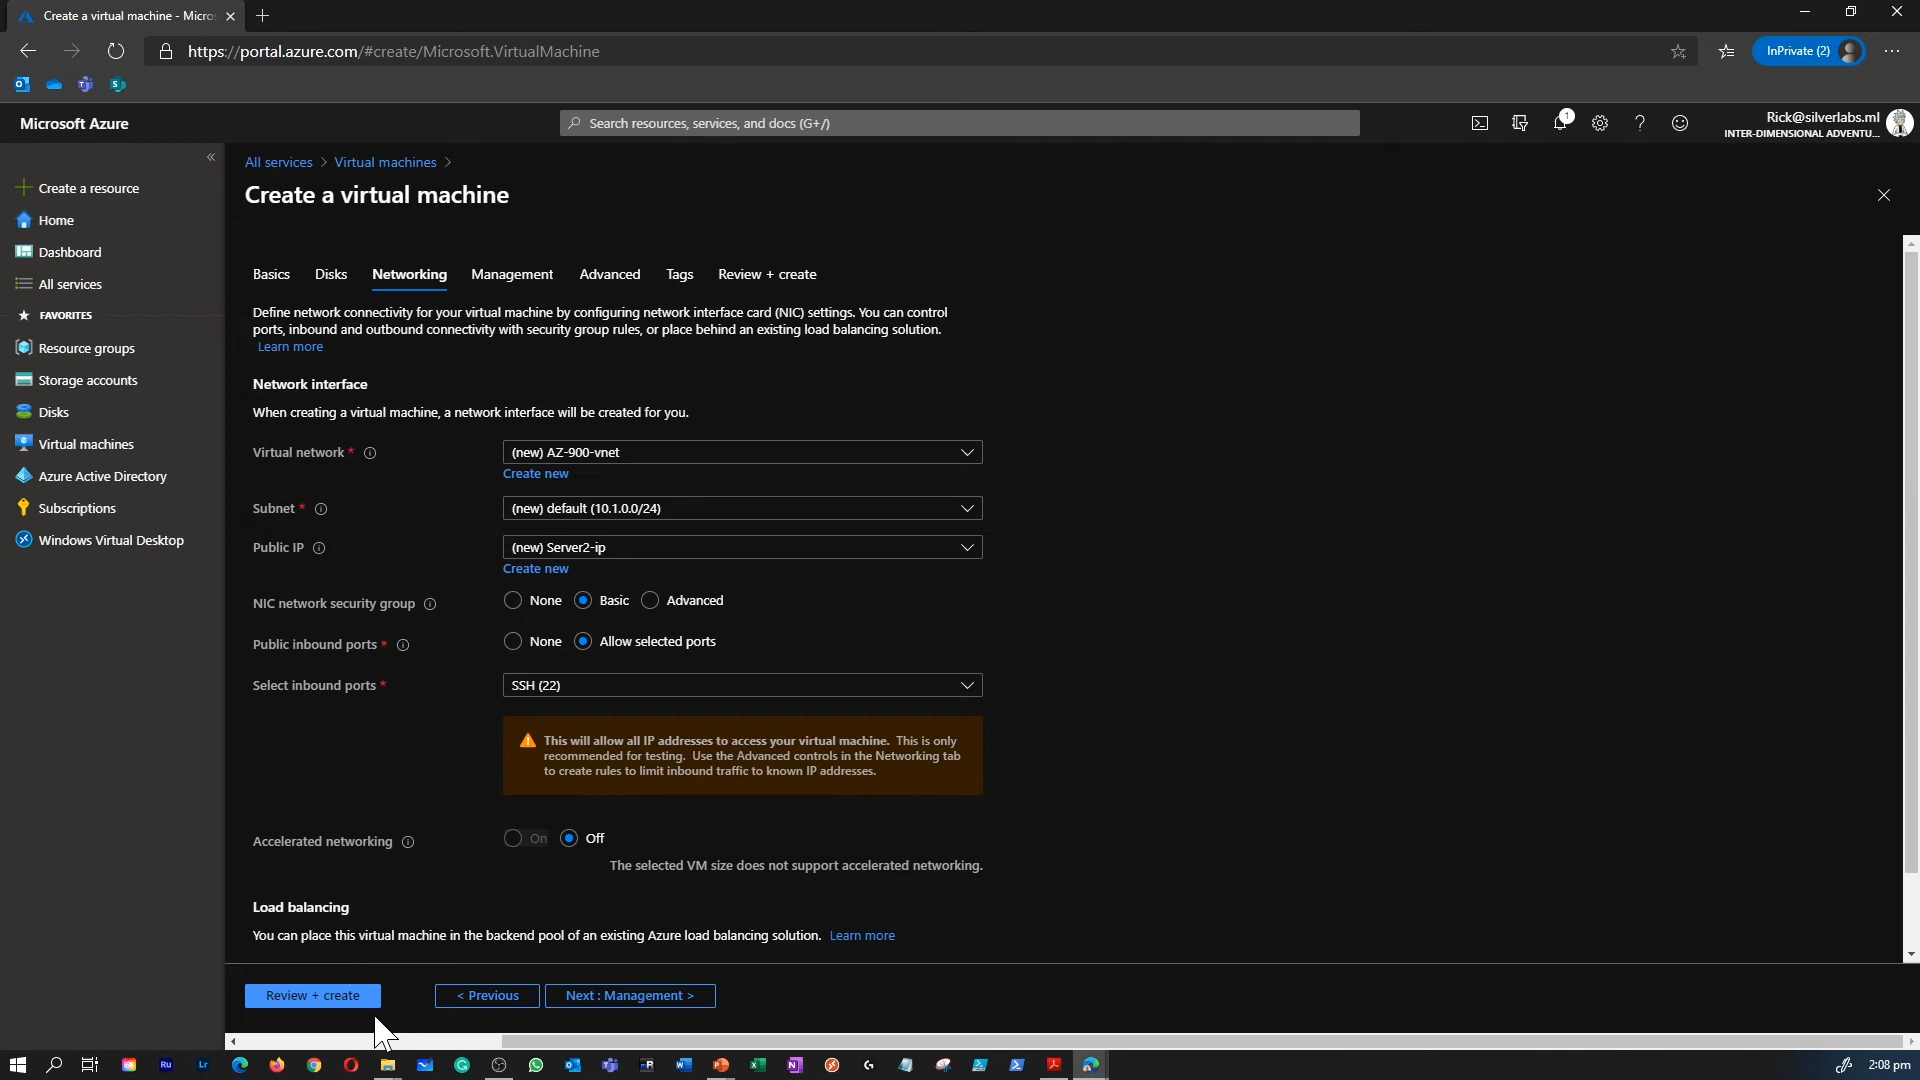 Create a virtual machine - Micros
https://portal.azure.com/#create/Microsoft.VirtualMachine
InPrivate (2)
Microsoft Azure
Search resources, services, and docs (G+/)
1
Rick@silverlabs.ml
INTER-DIMENSIONAL ADVENTU...
All services > Virtual machines >
Create a virtual machine
Create a resource
Home
Dashboard
All services
FAVORITES
Resource groups
Storage accounts
Disks
Virtual machines
Azure Active Directory
Subscriptions
Windows Virtual Desktop
Basics Disks Networking Management Advanced Tags Review + create
Define network connectivity for your virtual machine by configuring network interface card (NIC) settings. You can control
ports, inbound and outbound connectivity with security group rules, or place behind an existing load balancing solution.
Learn more
Network interface
When creating a virtual machine, a network interface will be created for you.
Virtual network * (new) AZ-900-vnet
Create new
Subnet * (new) default (10.1.0.0/24)
Public IP (new) Server2-ip
Create new
NIC network security group None Basic Advanced
Public inbound ports * None Allow selected ports
Select inbound ports * SSH (22)
This will allow all IP addresses to access your virtual machine. This is only
recommended for testing. Use the Advanced controls in the Networking tab
to create rules to limit inbound traffic to known IP addresses.
Accelerated networking On Off
The selected VM size does not support accelerated networking.
Load balancing
You can place this virtual machine in the backend pool of an existing Azure load balancing solution. Learn more
Review + create < Previous Next : Management >
Ru Lr 2:08 pm